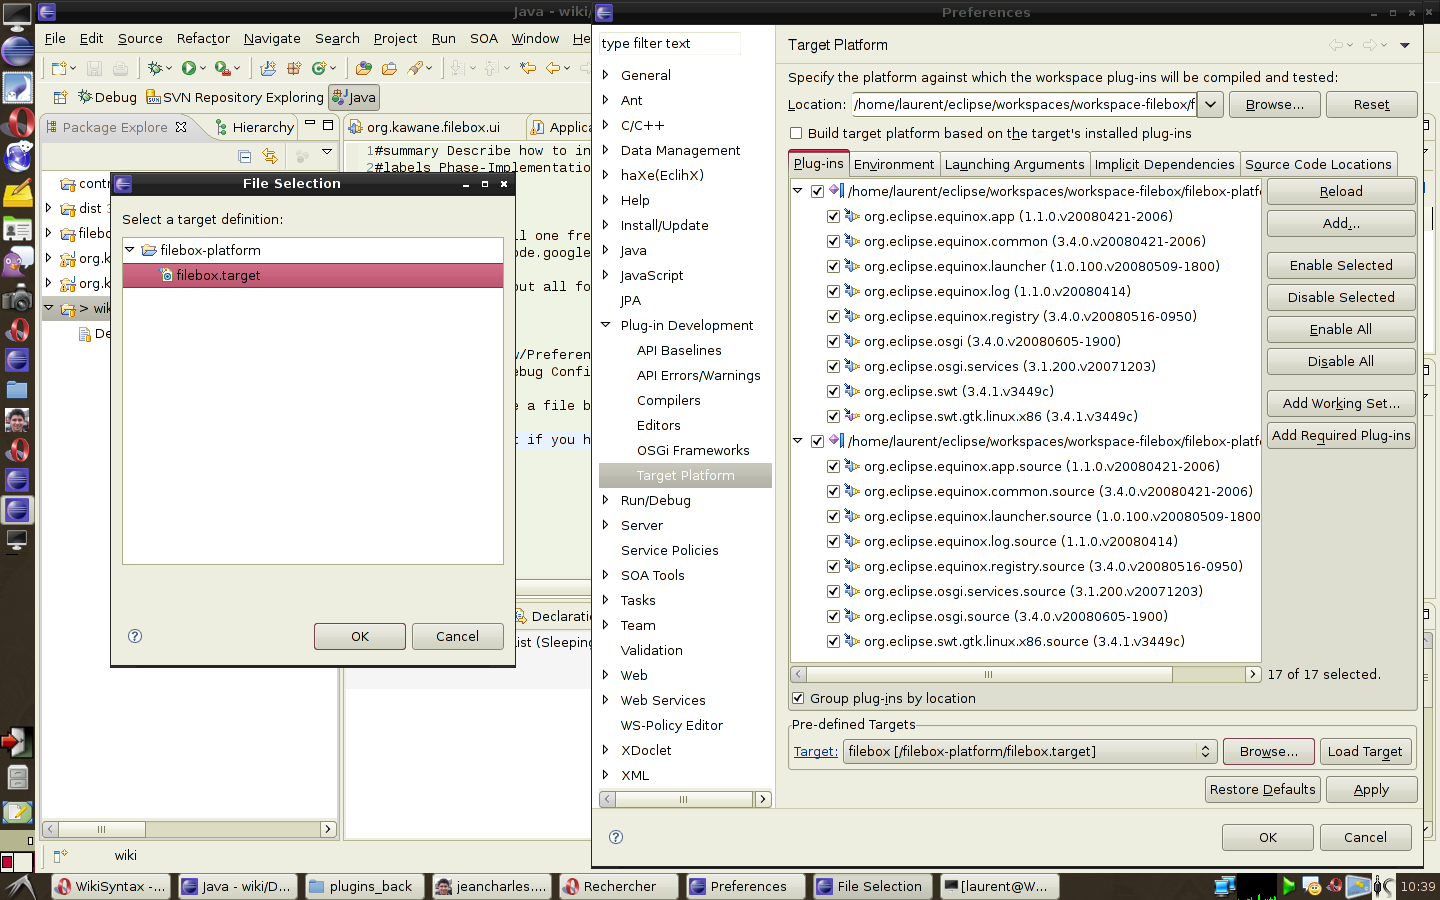 Java - wiki/
File Edit Source Refactor Navigate Search Project Run SOA Window He
Debug SVN Repository Exploring Java
Package Explore Hierarchy
org.kawane.filebox.ui Applica
1#summary Describe how to in
2#labels Phase-Implementatio
ll one fre
ode.google
out all fo
w/Preferen
ebug Confi
e a file b
t if you h
contr
dist
filebo
org.k
org.k
> wik
De
Declaratio
list (Sleeping
wiki
File Selection
Select a target definition:
filebox-platform
filebox.target
OK Cancel
Preferences
type filter text
General
Ant
C/C++
Data Management
haXe(EclihX)
Help
Install/Update
Java
JavaScript
JPA
Plug-in Development
API Baselines
API Errors/Warnings
Compilers
Editors
OSGi Frameworks
Target Platform
Run/Debug
Server
Service Policies
SOA Tools
Tasks
Team
Validation
Web
Web Services
WS-Policy Editor
XDoclet
XML
Target Platform
Specify the platform against which the workspace plug-ins will be compiled and tested:
Location: /home/laurent/eclipse/workspaces/workspace-filebox/f Browse... Reset
Build target platform based on the target's installed plug-ins
Plug-ins Environment Launching Arguments Implicit Dependencies Source Code Locations
/home/laurent/eclipse/workspaces/workspace-filebox/filebox-platf
org.eclipse.equinox.app (1.1.0.v20080421-2006)
org.eclipse.equinox.common (3.4.0.v20080421-2006)
org.eclipse.equinox.launcher (1.0.100.v20080509-1800)
org.eclipse.equinox.log (1.1.0.v20080414)
org.eclipse.equinox.registry (3.4.0.v20080516-0950)
org.eclipse.osgi (3.4.0.v20080605-1900)
org.eclipse.osgi.services (3.1.200.v20071203)
org.eclipse.swt (3.4.1.v3449c)
org.eclipse.swt.gtk.linux.x86 (3.4.1.v3449c)
/home/laurent/eclipse/workspaces/workspace-filebox/filebox-platf
org.eclipse.equinox.app.source (1.1.0.v20080421-2006)
org.eclipse.equinox.common.source (3.4.0.v20080421-2006)
org.eclipse.equinox.launcher.source (1.0.100.v20080509-1800
org.eclipse.equinox.log.source (1.1.0.v20080414)
org.eclipse.equinox.registry.source (3.4.0.v20080516-0950)
org.eclipse.osgi.services.source (3.1.200.v20071203)
org.eclipse.osgi.source (3.4.0.v20080605-1900)
org.eclipse.swt.gtk.linux.x86.source (3.4.1.v3449c)
Reload
Add...
Enable Selected
Disable Selected
Enable All
Disable All
Add Working Set...
Add Required Plug-ins
17 of 17 selected.
Group plug-ins by location
Pre-defined Targets
Target: filebox [/filebox-platform/filebox.target] Browse... Load Target
Restore Defaults Apply
OK Cancel
WikiSyntax -... Java - wiki/D... plugins_back jeancharles.... Rechercher Preferences File Selection [laurent@W... 10:39